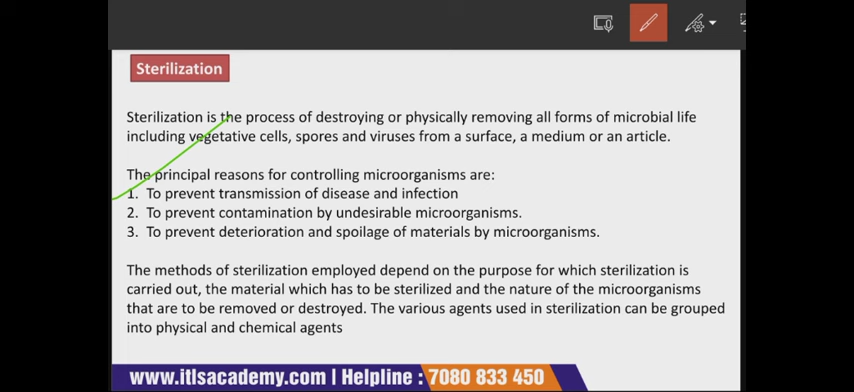 Sterilization
Sterilization is the process of destroying or physically removing all forms of microbial life
including vegetative cells, spores and viruses from a surface, a medium or an article.
The principal reasons for controlling microorganisms are:
1. To prevent transmission of disease and infection
2. To prevent contamination by undesirable microorganisms.
3. To prevent deterioration and spoilage of materials by microorganisms.
The methods of sterilization employed depend on the purpose for which sterilization is
carried out, the material which has to be sterilized and the nature of the microorganisms
that are to be removed or destroyed. The various agents used in sterilization can be grouped
into physical and chemical agents
www.itlsacademy.com | Helpline : 7080 833 450